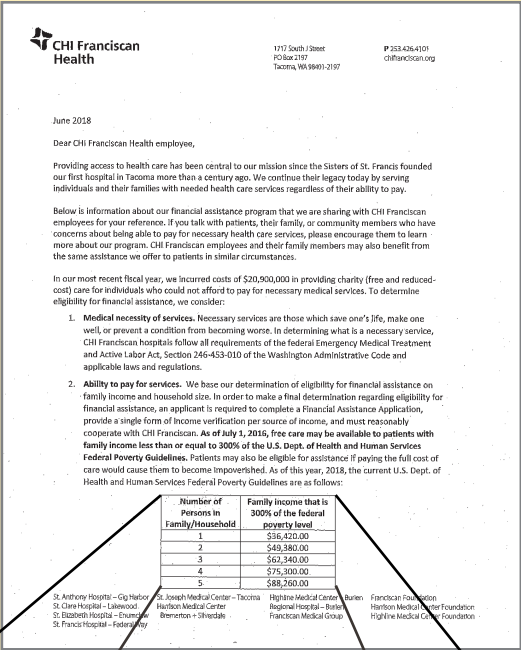 CHI Franciscan
Health
1717 South J Street
PO Box 2197
Tacoma, WA 98401-2197
P 253.426.4101
chifranciscan.org
June 2018
Dear CHI Franciscan Health employee,
Providing access to health care has been central to our mission since the Sisters of St. Francis founded
our first hospital in Tacoma more than a century ago. We continue their legacy today by serving
individuals and their families with needed health care services regardless of their ability to pay.
Below is information about our financial assistance program that we are sharing with CHI Franciscan
employees for your reference. If you talk with patients, their family, or community members who have
concerns about being able to pay for necessary health care services, please encourage them to learn
more about our program. CHI Franciscan employees and their family members may also benefit from
the same assistance we offer to patients in similar circumstances.
In our most recent fiscal year, we incurred costs of $20,900,000 in providing charity (free and reduced-
cost) care for individuals who could not afford to pay for necessary medical services. To determine
eligibility for financial assistance, we consider:
1. Medical necessity of services. Necessary services are those which save one's life, make one
well, or prevent a condition from becoming worse. In determining what is a necessary service,
CHI Franciscan hospitals follow all requirements of the federal Emergency Medical Treatment
and Active Labor Act, Section 246-453-010 of the Washington Administrative Code and
applicable laws and regulations.
2. Ability to pay for services. We base our determination of eligibility for financial assistance on
family income and household size. In order to make a final determination regarding eligibility for
financial assistance, an applicant is required to complete a Financial Assistance Application,
provide a single form of income verification per source of income, and must reasonably
cooperate with CHI Franciscan. As of July 1, 2016, free care may be available to patients with
family income less than or equal to 300% of the U.S. Dept. of Health and Human Services
Federal Poverty Guidelines. Patients may also be eligible for assistance if paying the full cost of
care would cause them to become impoverished. As of this year, 2018, the current U.S. Dept. of
Health and Human Services Federal Poverty Guidelines are as follows:
Number of Family income that is
Persons in 300% of the federal
Family/Household poverty level
1 $36,420.00
2 $49,380.00
3 $62,340.00
4 $75,300.00
5 $88,260.00
St. Anthony Hospital – Gig Harbor St. Joseph Medical Center – Tacoma Highline Medical Center – Burien Franciscan Foundation
St. Clare Hospital – Lakewood Harrison Medical Center Regional Hospital – Burien Harrison Medical Center Foundation
St. Elizabeth Hospital – Enumclaw Bremerton + Silverdale Franciscan Medical Group Highline Medical Center Foundation
St. Francis Hospital – Federal Way